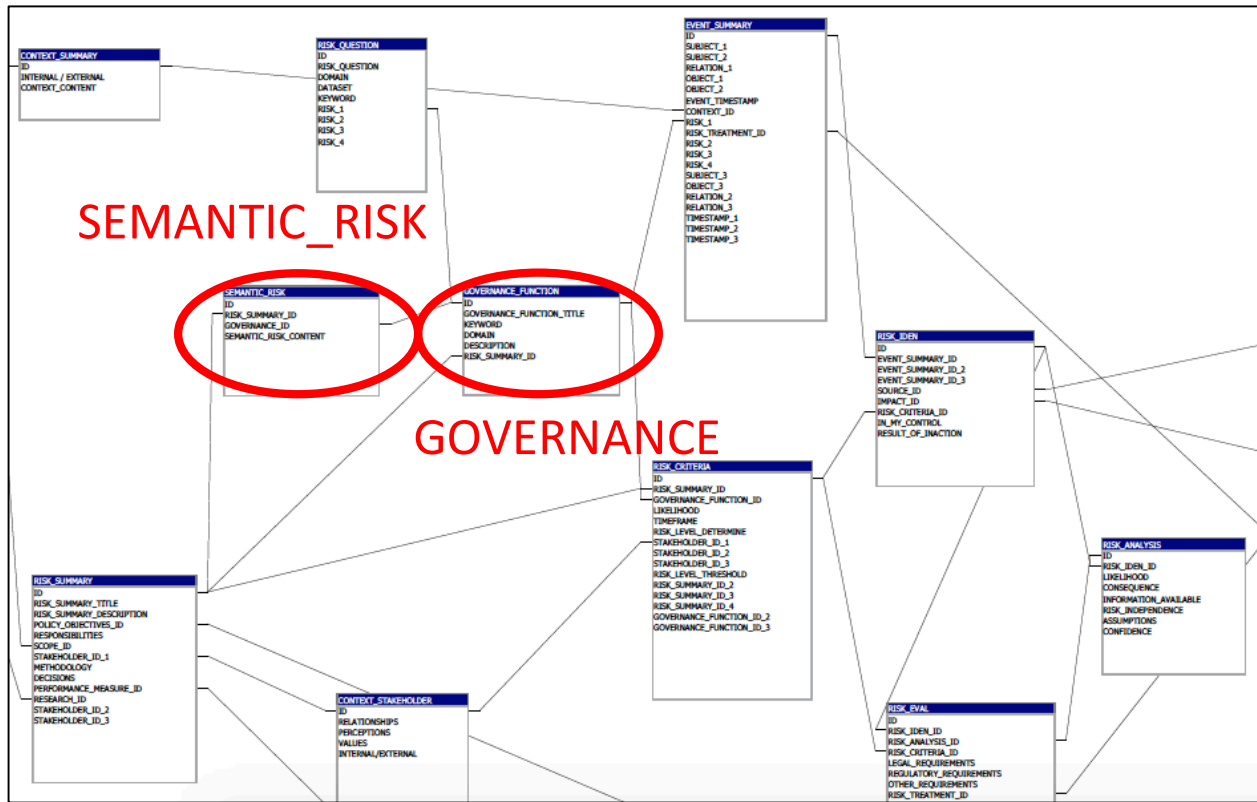 CONTEXT_SUMMARY
ID
INTERNAL / EXTERNAL
CONTEXT_CONTENT
RISK_QUESTION
ID
RISK_QUESTION
DOMAIN
DATASET
KEYWORD
RISK_1
RISK_2
RISK_3
RISK_4
EVENT_SUMMARY
ID
SUBJECT_1
SUBJECT_2
RELATION_1
OBJECT_1
OBJECT_2
EVENT_TIMESTAMP
CONTEXT_ID
RISK_1
RISK_TREATMENT_ID
RISK_2
RISK_3
RISK_4
SUBJECT_3
OBJECT_3
RELATION_2
RELATION_3
TIMESTAMP_1
TIMESTAMP_2
TIMESTAMP_3
SEMANTIC_RISK
SEMANTIC_RISK
ID
RISK_SUMMARY_ID
GOVERNANCE_ID
SEMANTIC_RISK_CONTENT
GOVERNANCE_FUNCTION
ID
GOVERNANCE_FUNCTION_TITLE
KEYWORD
DOMAIN
DESCRIPTION
RISK_SUMMARY_ID
GOVERNANCE
RISK_IDEN
ID
EVENT_SUMMARY_ID
EVENT_SUMMARY_ID_2
EVENT_SUMMARY_ID_3
SOURCE_ID
IMPACT_ID
RISK_CRITERIA_ID
IN_MY_CONTROL
RESULT_OF_INACTION
RISK_CRITERIA
ID
RISK_SUMMARY_ID
GOVERNANCE_FUNCTION_ID
LIKELIHOOD
TIMEFRAME
RISK_LEVEL_DETERMINE
STAKEHOLDER_ID_1
STAKEHOLDER_ID_2
STAKEHOLDER_ID_3
RISK_LEVEL_THRESHOLD
RISK_SUMMARY_ID_2
RISK_SUMMARY_ID_3
RISK_SUMMARY_ID_4
GOVERNANCE_FUNCTION_ID_2
GOVERNANCE_FUNCTION_ID_3
RISK_ANALYSIS
ID
RISK_IDEN_ID
LIKELIHOOD
CONSEQUENCE
INFORMATION_AVAILABLE
RISK_INDEPENDENCE
ASSUMPTIONS
CONFIDENCE
RISK_SUMMARY
ID
RISK_SUMMARY_TITLE
RISK_SUMMARY_DESCRIPTION
POLICY_OBJECTIVES_ID
RESPONSIBILITIES
SCOPE_ID
STAKEHOLDER_ID_1
METHODOLOGY
DECISIONS
PERFORMANCE_MEASURE_ID
RESEARCH_ID
STAKEHOLDER_ID_2
STAKEHOLDER_ID_3
CONTEXT_STAKEHOLDER
ID
RELATIONSHIPS
PERCEPTIONS
VALUES
INTERNAL/EXTERNAL
RISK_EVAL
ID
RISK_IDEN_ID
RISK_ANALYSIS_ID
RISK_CRITERIA_ID
LEGAL_REQUIREMENTS
REGULATORY_REQUIREMENTS
OTHER_REQUIREMENTS
RISK_TREATMENT_ID